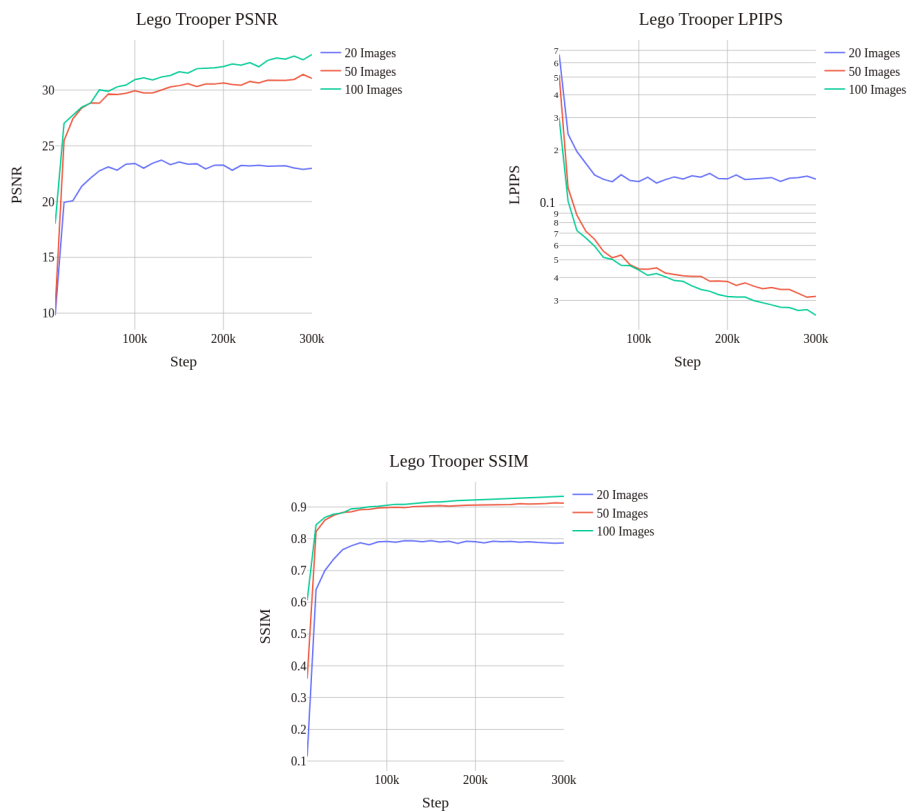 Lego Trooper PSNR
20 Images
50 Images
100 Images
30
25
20
15
10
PSNR
100k 200k 300k
Step
Lego Trooper LPIPS
20 Images
50 Images
100 Images
7
6
5
4
3
2
0.1
9
8
7
6
5
4
3
LPIPS
100k 200k 300k
Step
Lego Trooper SSIM
20 Images
50 Images
100 Images
0.9
0.8
0.7
0.6
0.5
0.4
0.3
0.2
0.1
SSIM
100k 200k 300k
Step